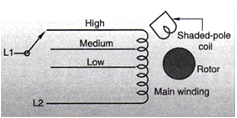 High
Shaded-pole
coil
L1
Medium
Low
Rotor
Main winding
L2